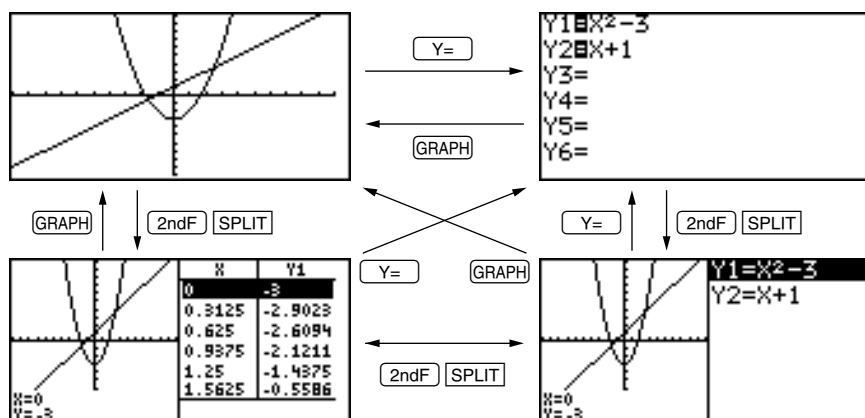 Y=
GRAPH
Y1=X²-3
Y2=X+1
Y3=
Y4=
Y5=
Y6=
GRAPH
2ndF SPLIT
Y=
GRAPH
Y=
2ndF SPLIT
X Y1
0 -3
0.3125 -2.9023
0.625 -2.6094
0.9375 -2.1211
1.25 -1.4375
1.5625 -0.5586
X=0
Y=-3
2ndF SPLIT
Y1=X²-3
Y2=X+1
X=0
Y=-3